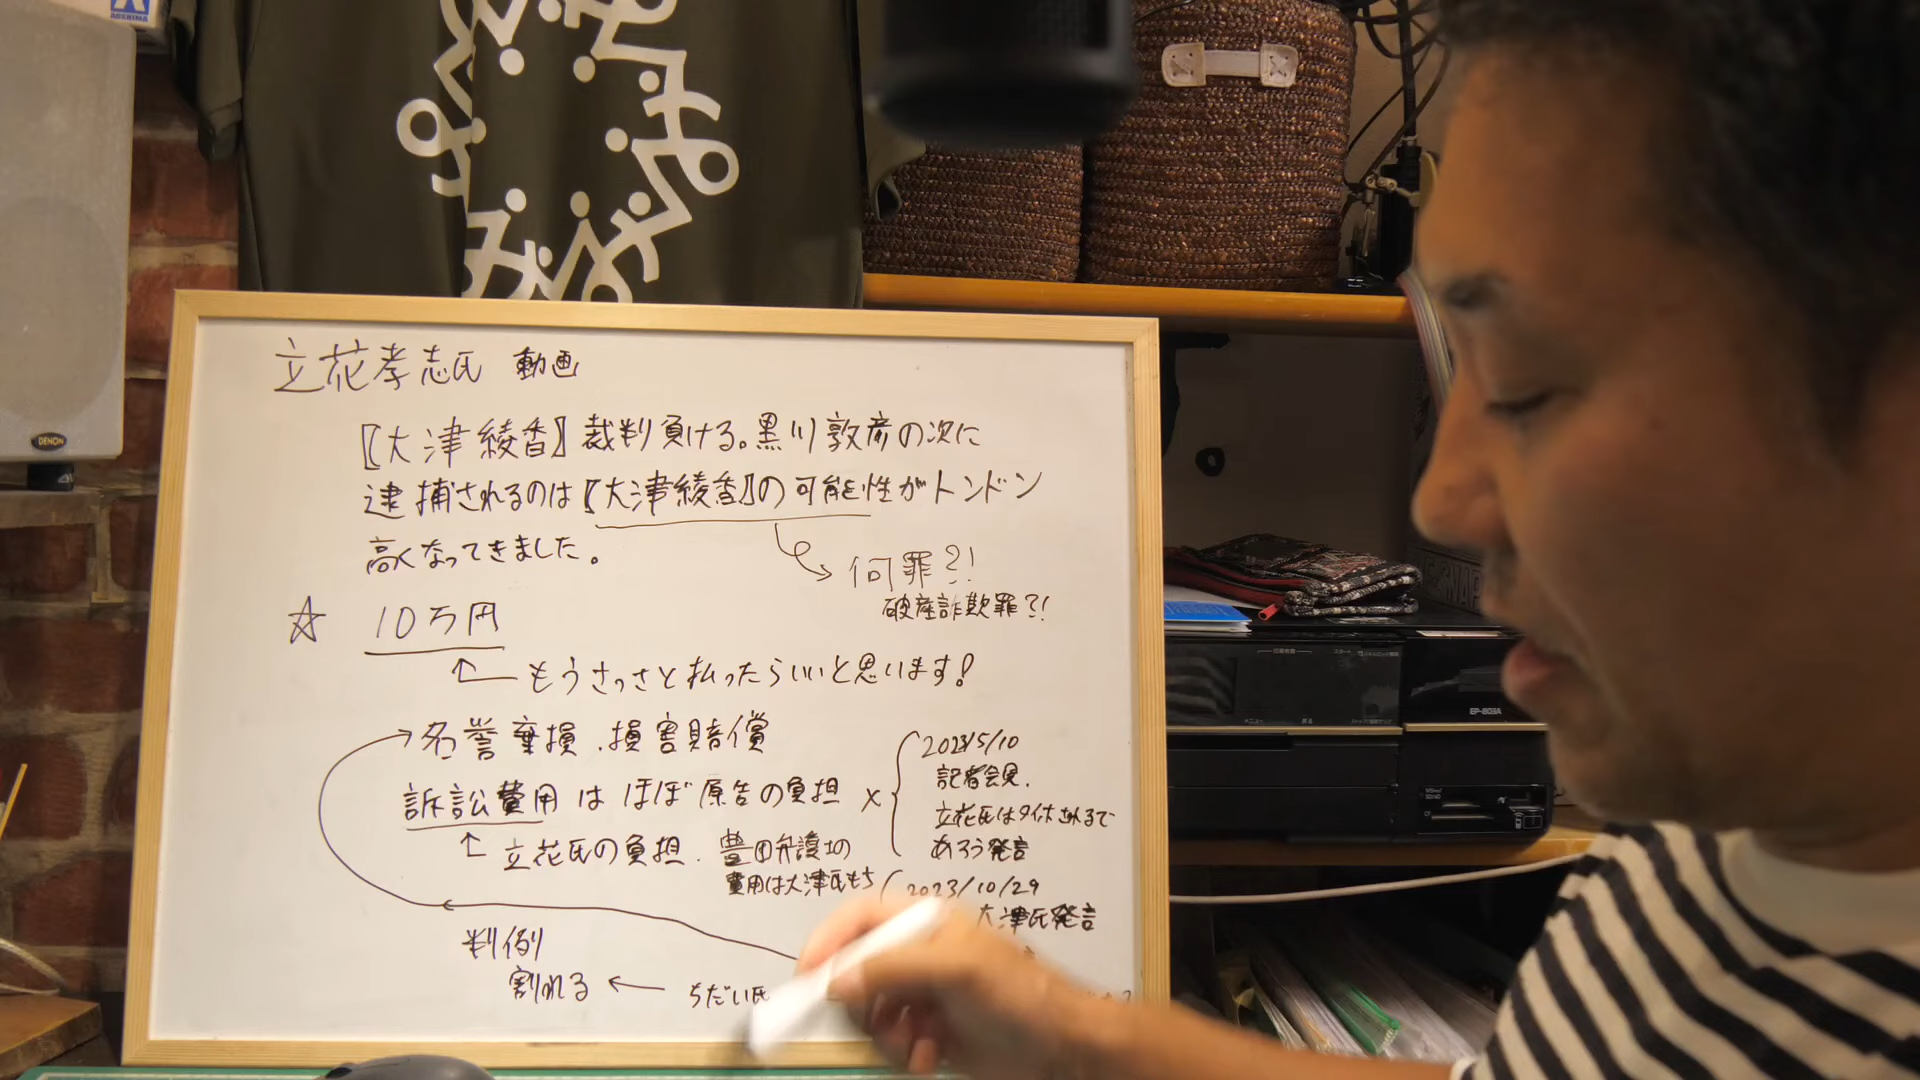 AOSHIMA
DENON
立花孝志氏 動画
〖大津綾香〗裁判負ける。黒川敦彦の次に
逮捕されるのは〖大津綾香〗の可能性がトンドン
高くなってきました。
何罪?!
破産詐欺罪?!
☆ 10万円
もうさっさと払ったらいいと思います!
名誉棄損、損害賠償
訴訟費用はほぼ原告の負担 ×
立花氏の負担、豊田弁護士の
費用は大津氏もち
2023/5/10
記者会見、
立花氏は
あろう発言
2023/10/29
大津氏発言
判例
割れる ← ちだい氏
EP-803A